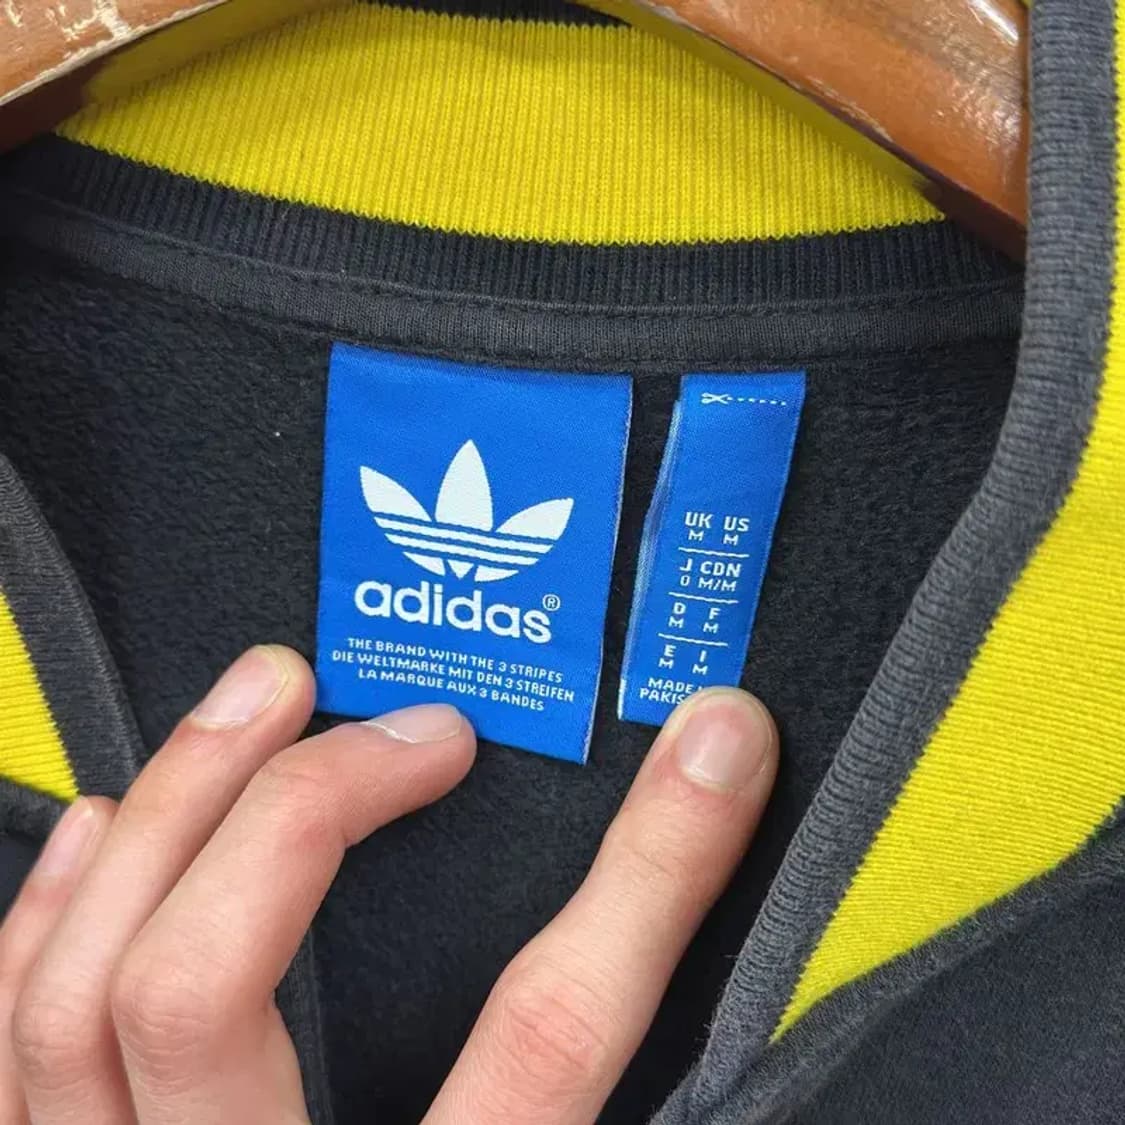 adidas®
THE BRAND WITH THE 3 STRIPES
DIE WELTMARKE MIT DEN 3 STREIFEN
LA MARQUE AUX 3 BANDES
UK US
M M
J CDN
O M/M
D F
M M
E I
M M
MADE